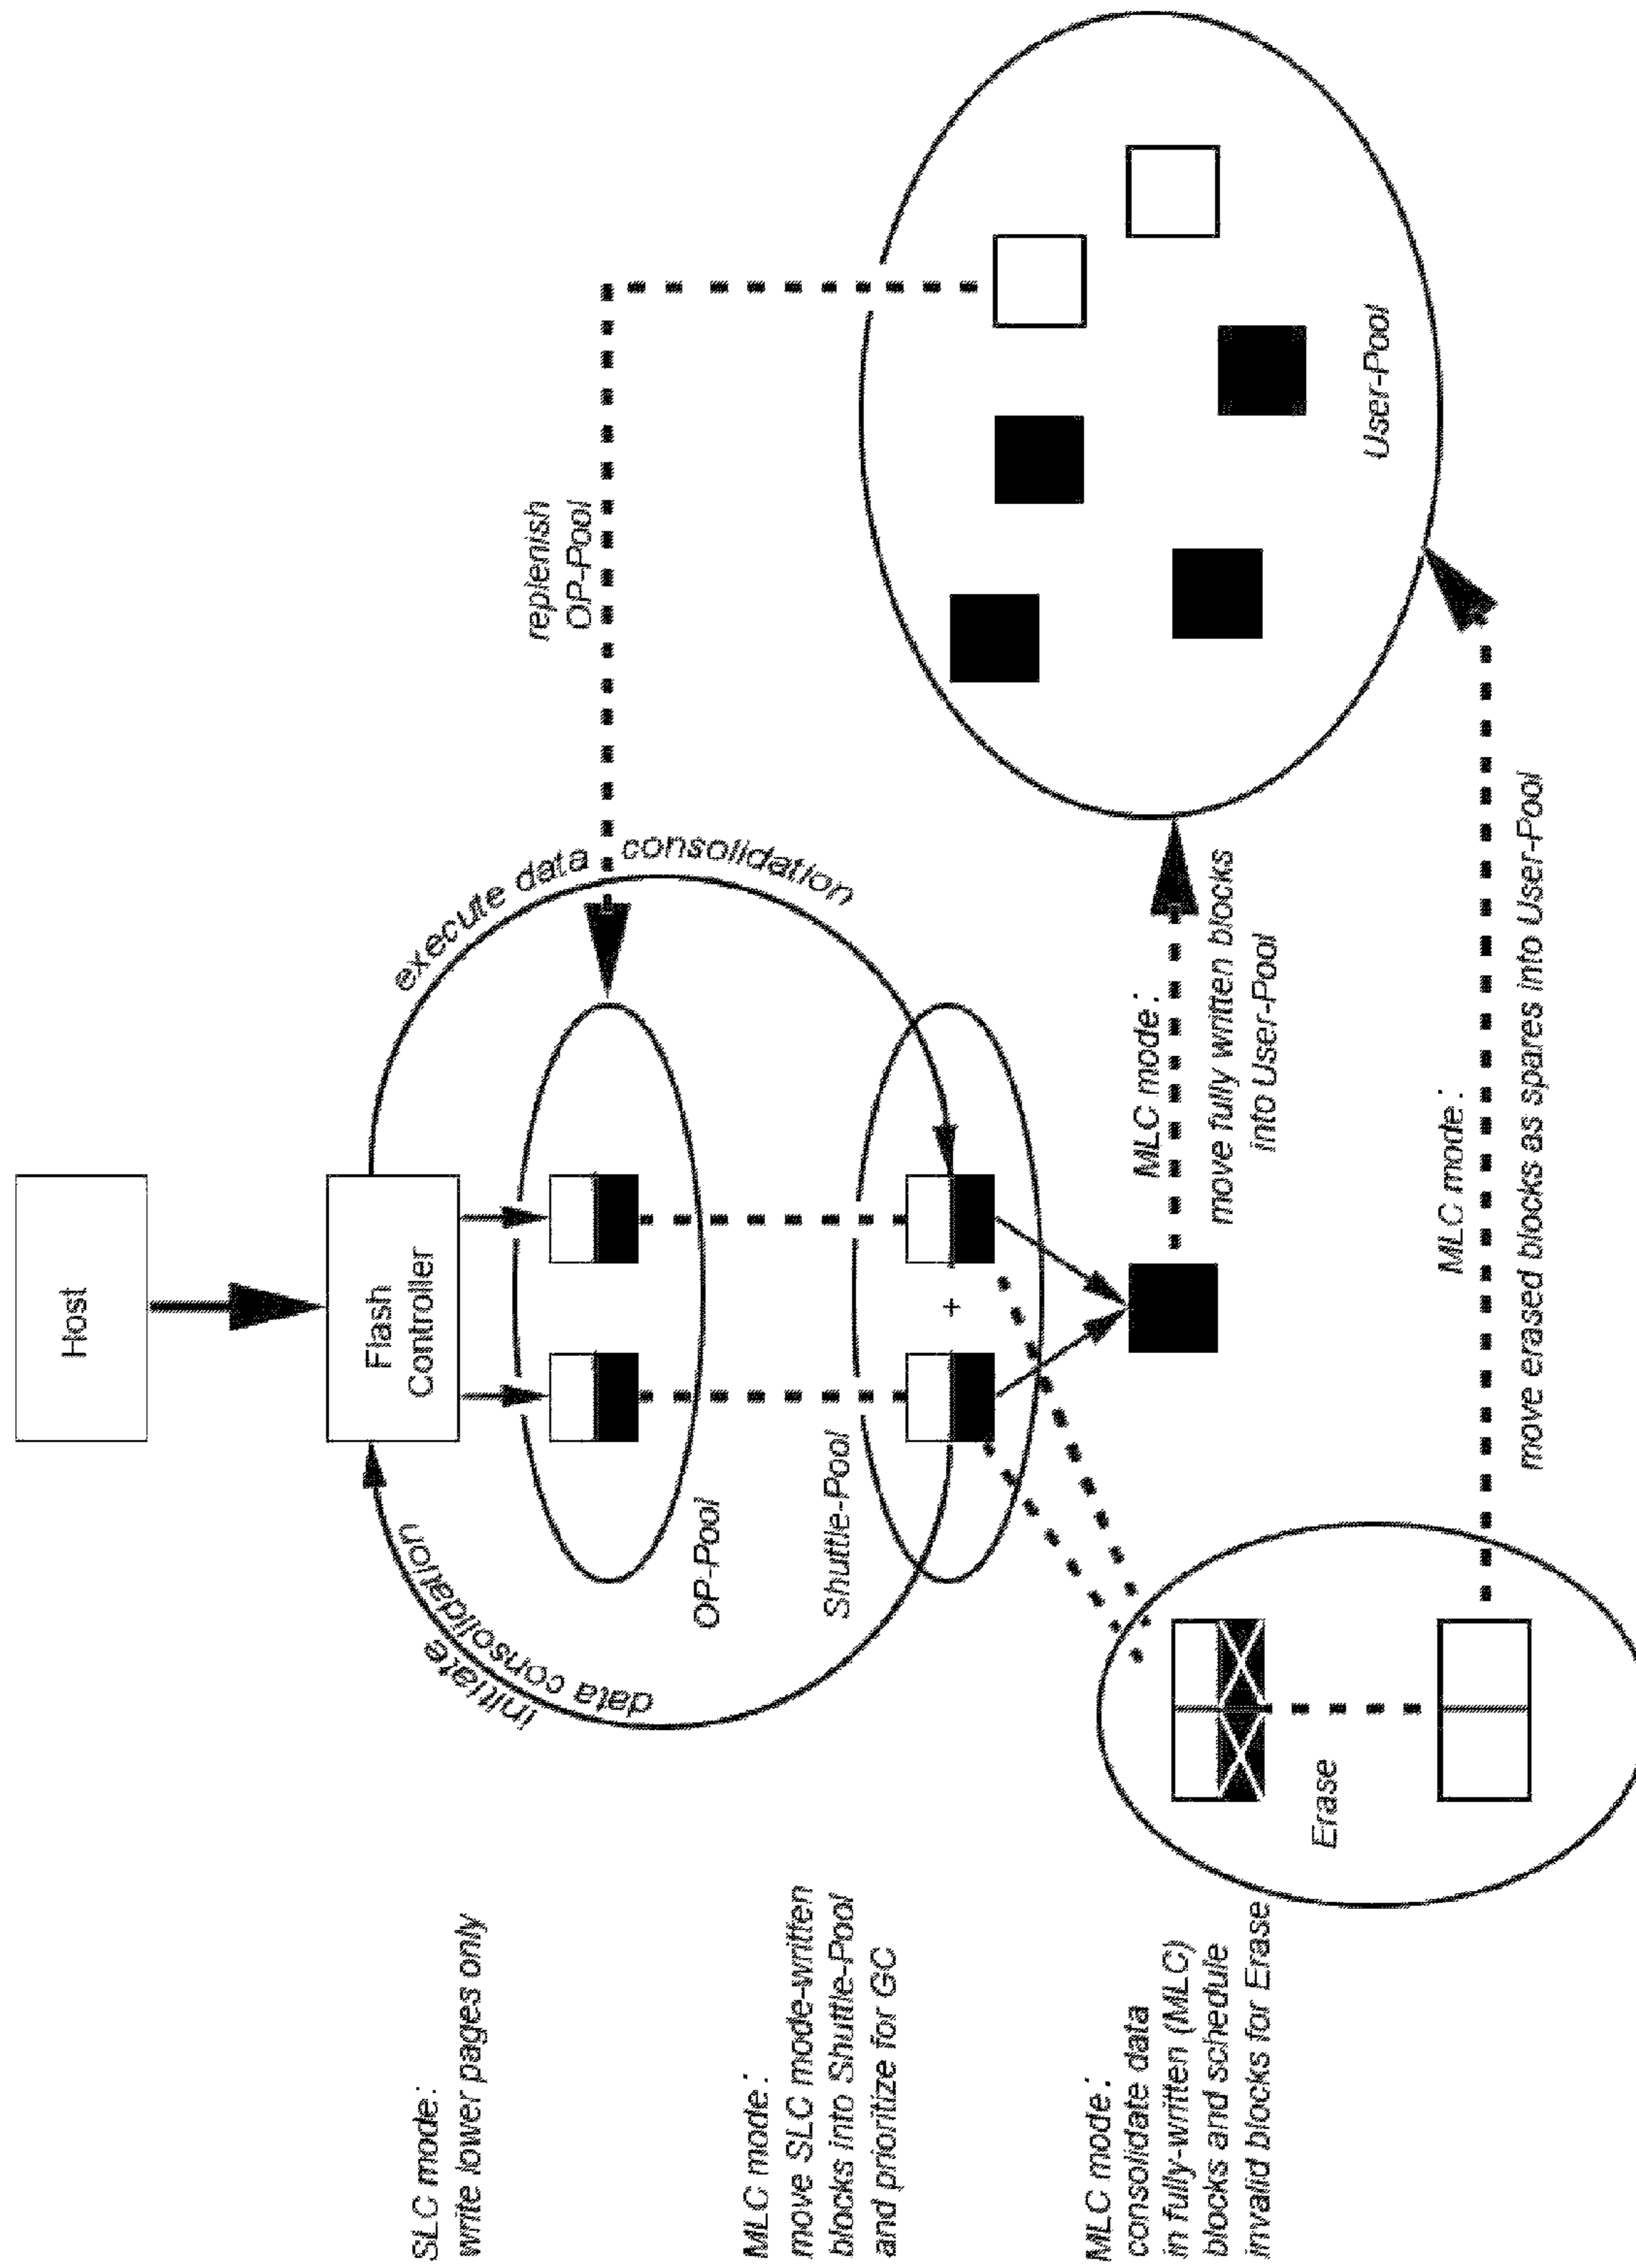 Host
Flash
Controller
execute data consolidation
initiate
data consolidation
replenish
OP-Pool
SLC mode:
write lower pages only
OP-Pool
Shuttle-Pool
+
MLC mode:
move SLC mode-written
blocks into Shuttle-Pool
and prioritize for GC
MLC mode:
consolidate data
in fully-written (MLC)
blocks and schedule
invalid blocks for Erase
Erase
MLC mode:
move fully written blocks
into User-Pool
User-Pool
MLC mode:
move erased blocks as spares into User-Pool